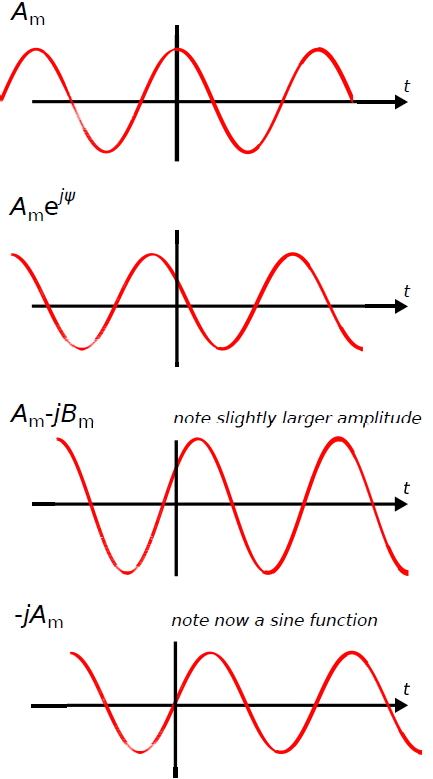 Am
t
Amejψ
t
Am-jBm
note slightly larger amplitude
t
-jAm
note now a sine function
t